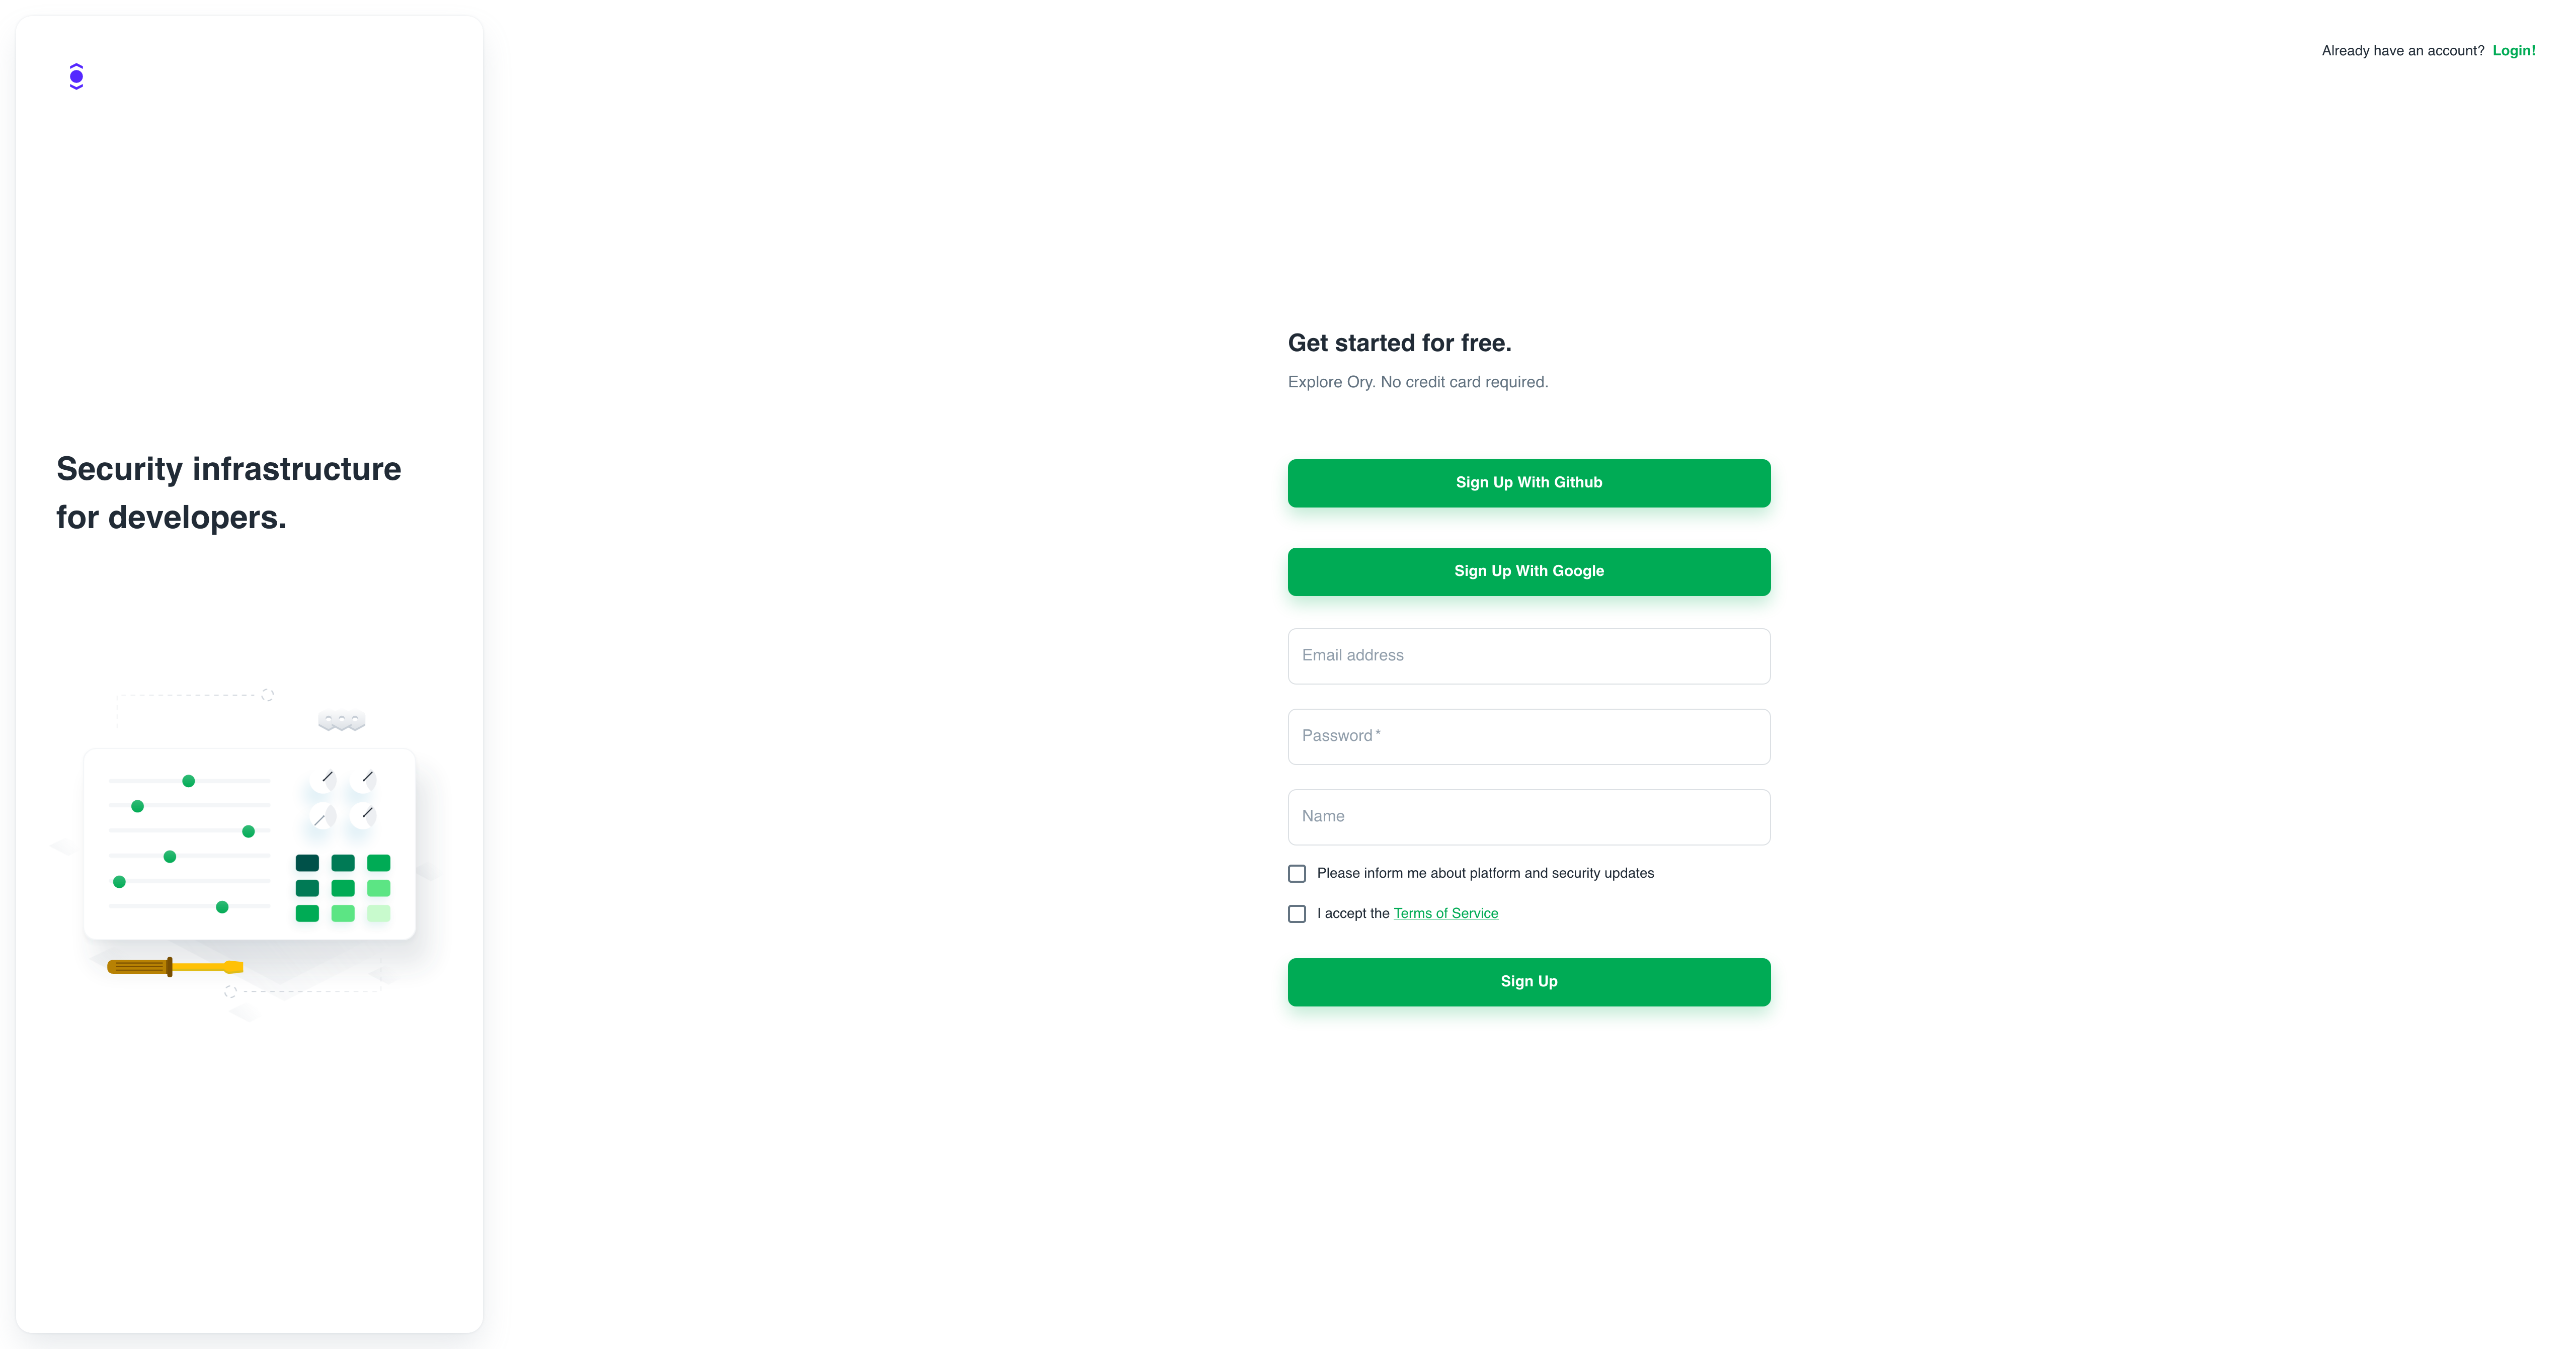 Already have an account? Login!
Security infrastructure
for developers.
Get started for free.
Explore Ory. No credit card required.
Sign Up With Github
Sign Up With Google
Email address
Password *
Name
Please inform me about platform and security updates
I accept the Terms of Service
Sign Up